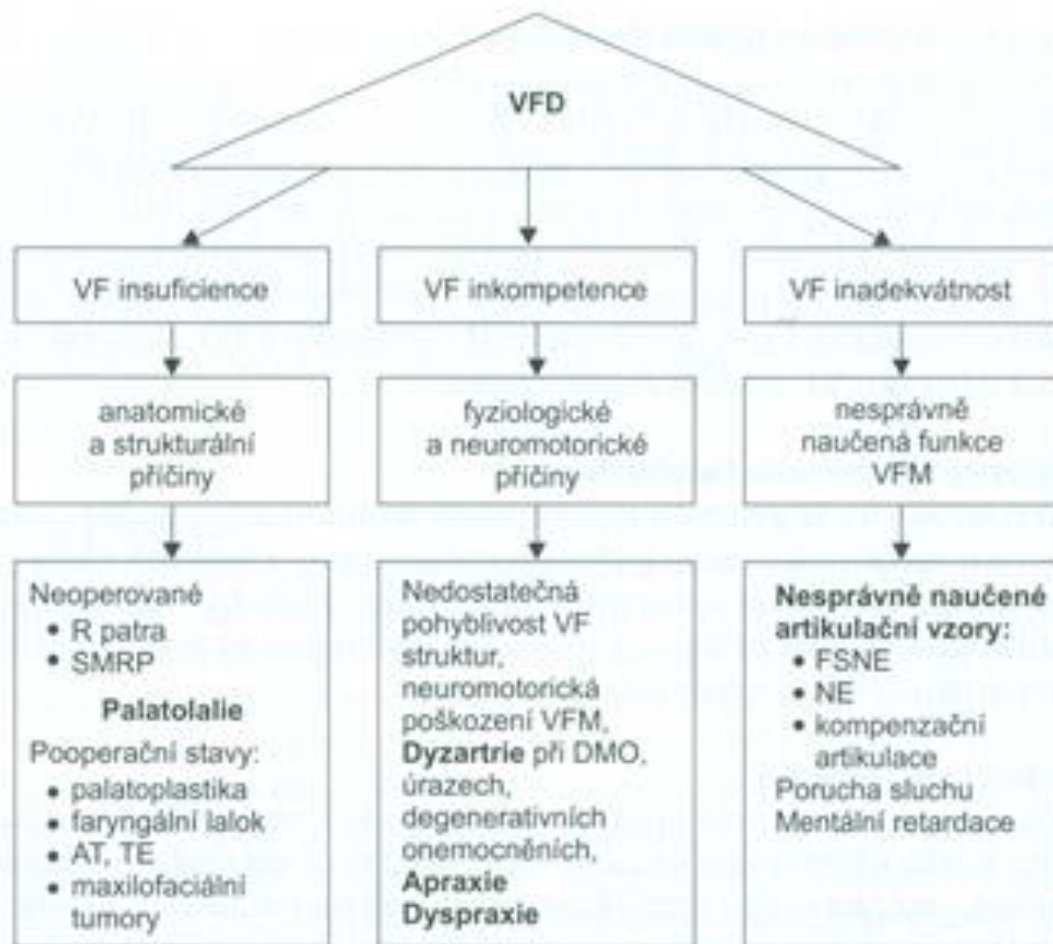 VFD
VF insuficience
VF inkompetence
VF inadekvátnost
anatomické
a strukturální
příčiny
fyziologické
a neuromotorické
příčiny
nesprávně
naučená funkce
VFM
Neoperované
• R patra
• SMRP
Palatolalie
Pooperační stavy:
• palatoplastika
• faryngální lalok
• AT, TE
• maxilofaciální
tumory
Nedostatečná
pohyblivost VF
struktur,
neuromotorická
poškození VFM,
Dyzartrie při DMO,
úrazech,
degenerativních
onemocněních,
Apraxie
Dyspraxie
Nesprávně naučené
artikulační vzory:
• FSNE
• NE
• kompenzační
artikulace
Porucha sluchu
Mentální retardace